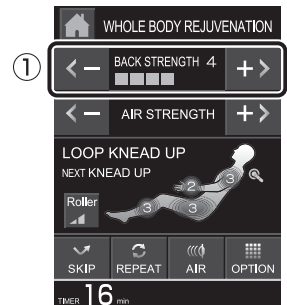 WHOLE BODY REJUVENATION
①
< − BACK STRENGTH 4 + >
< − AIR STRENGTH + >
LOOP KNEAD UP
NEXT KNEAD UP
2
3
3
3
Roller
SKIP REPEAT AIR OPTION
TIMER 16 min